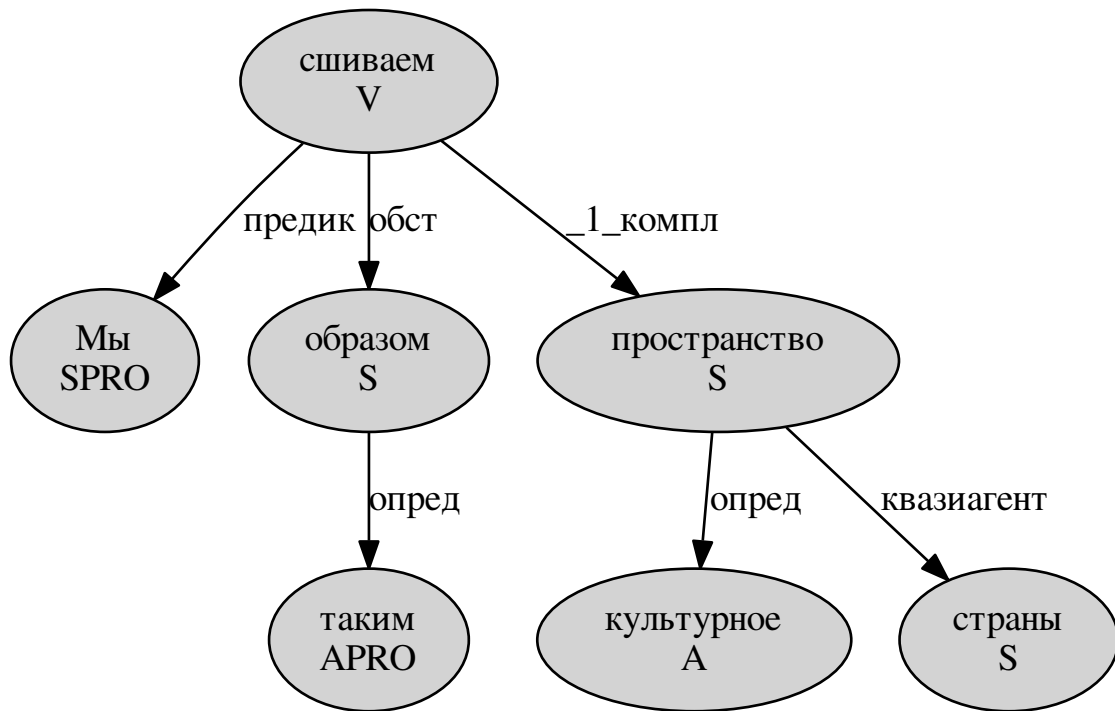 сшиваем
V
предик
обст
_1_компл
Мы
SPRO
образом
S
пространство
S
опред
опред
квазиагент
таким
APRO
культурное
A
страны
S